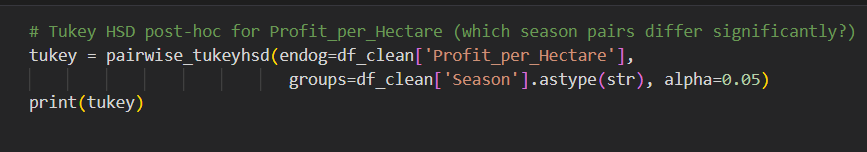 # Tukey HSD post-hoc for Profit_per_Hectare (which season pairs differ significantly?)
tukey = pairwise_tukeyhsd(endog=df_clean['Profit_per_Hectare'],
groups=df_clean['Season'].astype(str), alpha=0.05)
print(tukey)